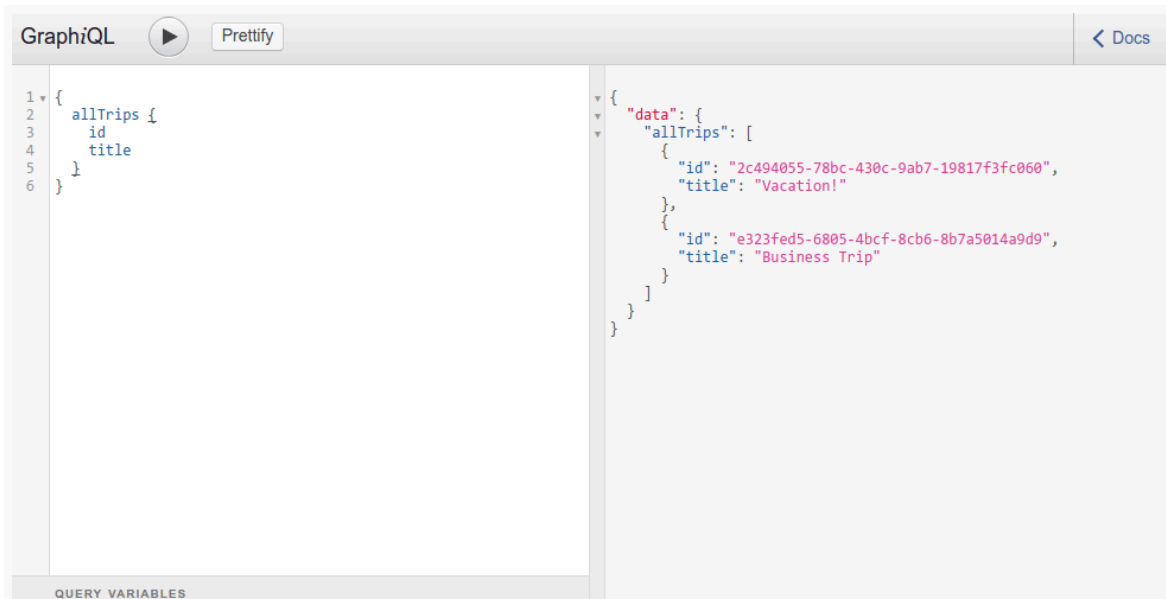 GraphiQL Prettify Docs
1 {
2 allTrips {
3 id
4 title
5 }
6 }
{
"data": {
"allTrips": [
{
"id": "2c494055-78bc-430c-9ab7-19817f3fc060",
"title": "Vacation!"
},
{
"id": "e323fed5-6805-4bcf-8cb6-8b7a5014a9d9",
"title": "Business Trip"
}
]
}
}
QUERY VARIABLES